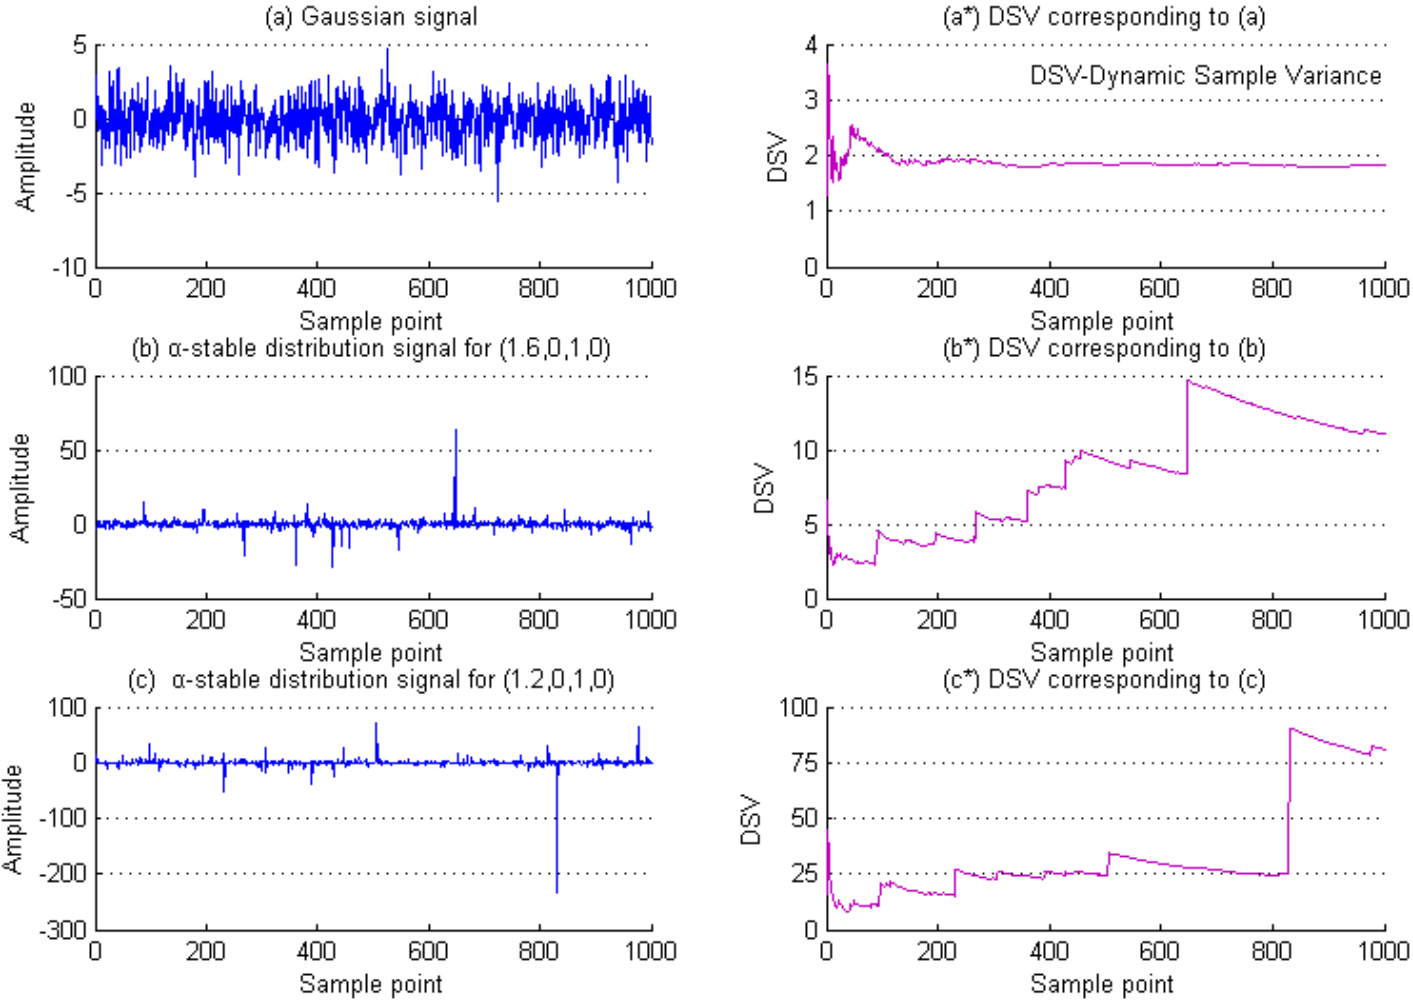 (a) Gaussian signal
5
0
-5
-10
Amplitude
0 200 400 600 800 1000
Sample point
(a*) DSV corresponding to (a)
DSV-Dynamic Sample Variance
4
3
2
1
0
DSV
0 200 400 600 800 1000
Sample point
(b) α-stable distribution signal for (1.6,0,1,0)
100
50
0
-50
Amplitude
0 200 400 600 800 1000
Sample point
(b*) DSV corresponding to (b)
15
10
5
0
DSV
0 200 400 600 800 1000
Sample point
(c) α-stable distribution signal for (1.2,0,1,0)
100
0
-100
-200
-300
Amplitude
0 200 400 600 800 1000
Sample point
(c*) DSV corresponding to (c)
100
75
50
25
0
DSV
0 200 400 600 800 1000
Sample point